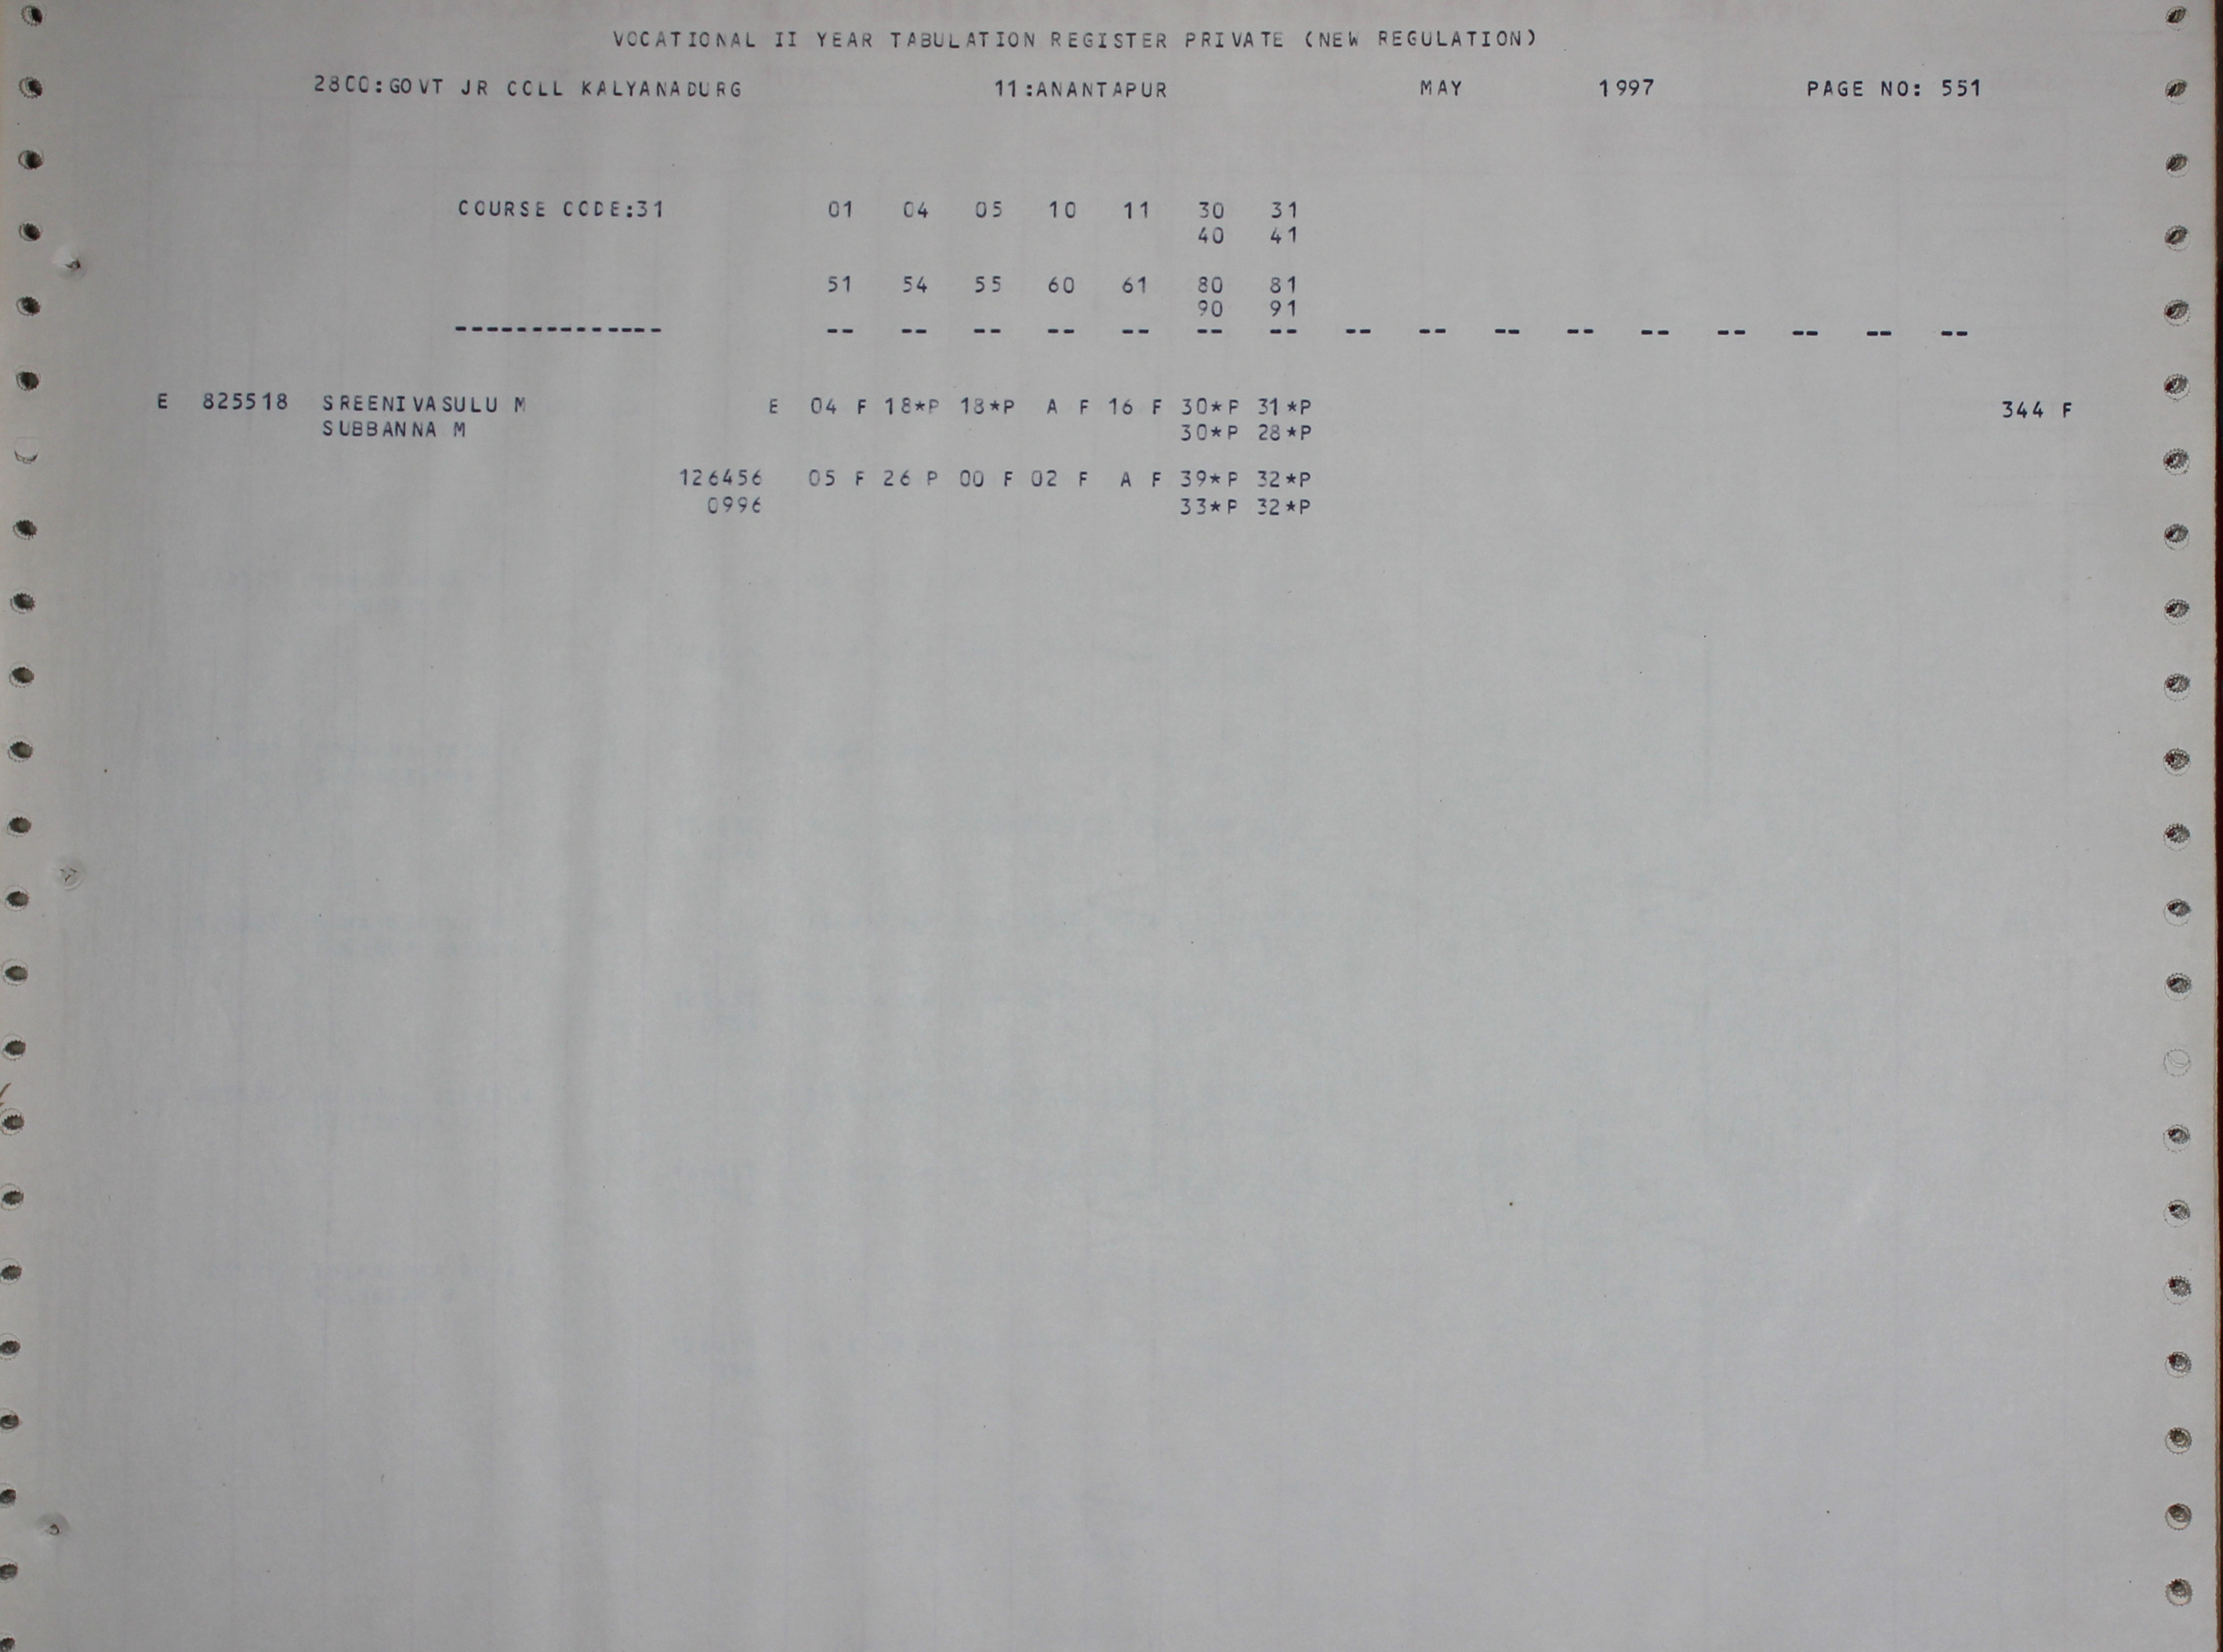 VOCATIONAL II YEAR TABULATION REGISTER PRIVATE (NEW REGULATION)
28C0:GOVT JR COLL KALYANADURG 11:ANANTAPUR MAY 1997 PAGE NO: 551
COURSE CODE:31 01 04 05 10 11 30 31
40 41
51 54 55 60 61 80 81
90 91
-------------- -- -- -- -- -- -- -- -- -- -- -- -- -- -- -- --
E 825518 SREENIVASULU M E 04 F 18*P 18*P A F 16 F 30*P 31*P 344 F
SUBBANNA M 30*P 28*P
126456 05 F 26 P 00 F 02 F A F 39*P 32*P
0996 33*P 32*P